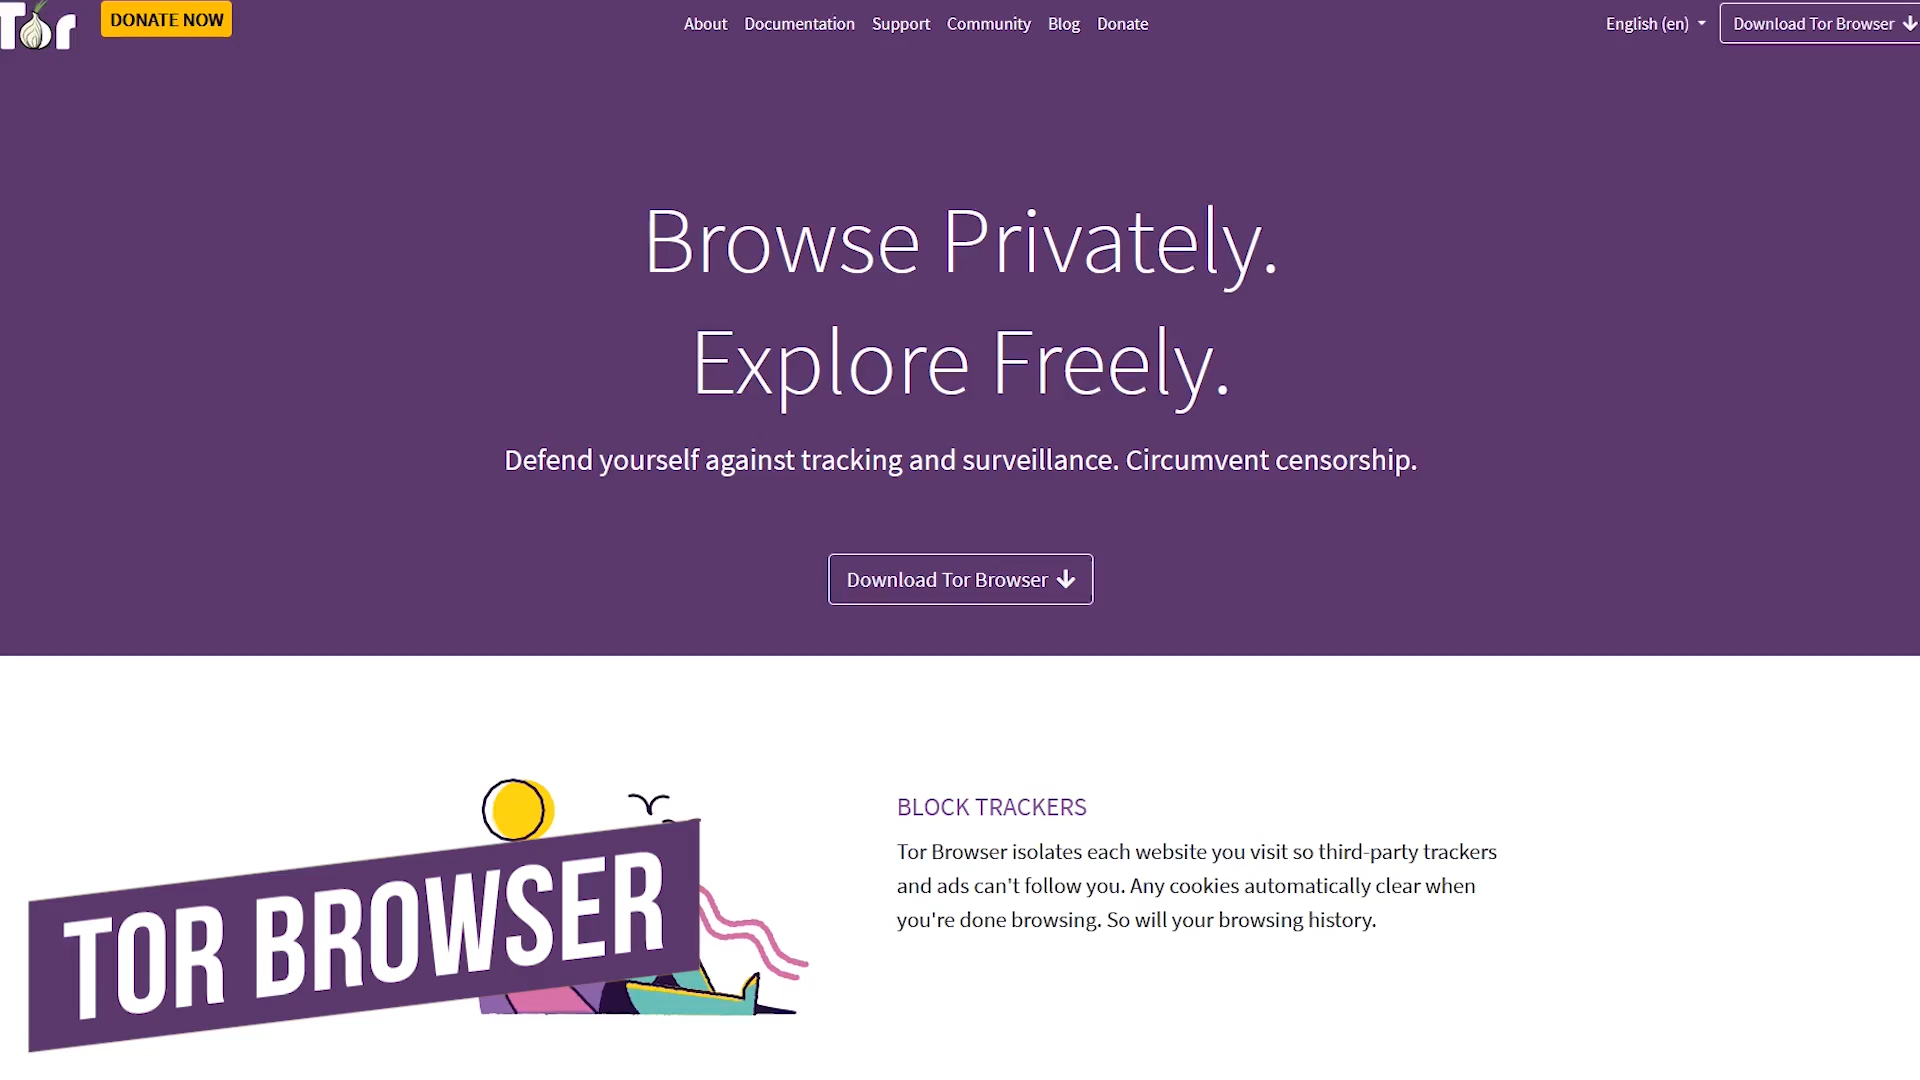 Tor
DONATE NOW
About Documentation Support Community Blog Donate
English (en)
Download Tor Browser
Browse Privately.
Explore Freely.
Defend yourself against tracking and surveillance. Circumvent censorship.
Download Tor Browser
TOR BROWSER
BLOCK TRACKERS
Tor Browser isolates each website you visit so third-party trackers
and ads can't follow you. Any cookies automatically clear when
you're done browsing. So will your browsing history.